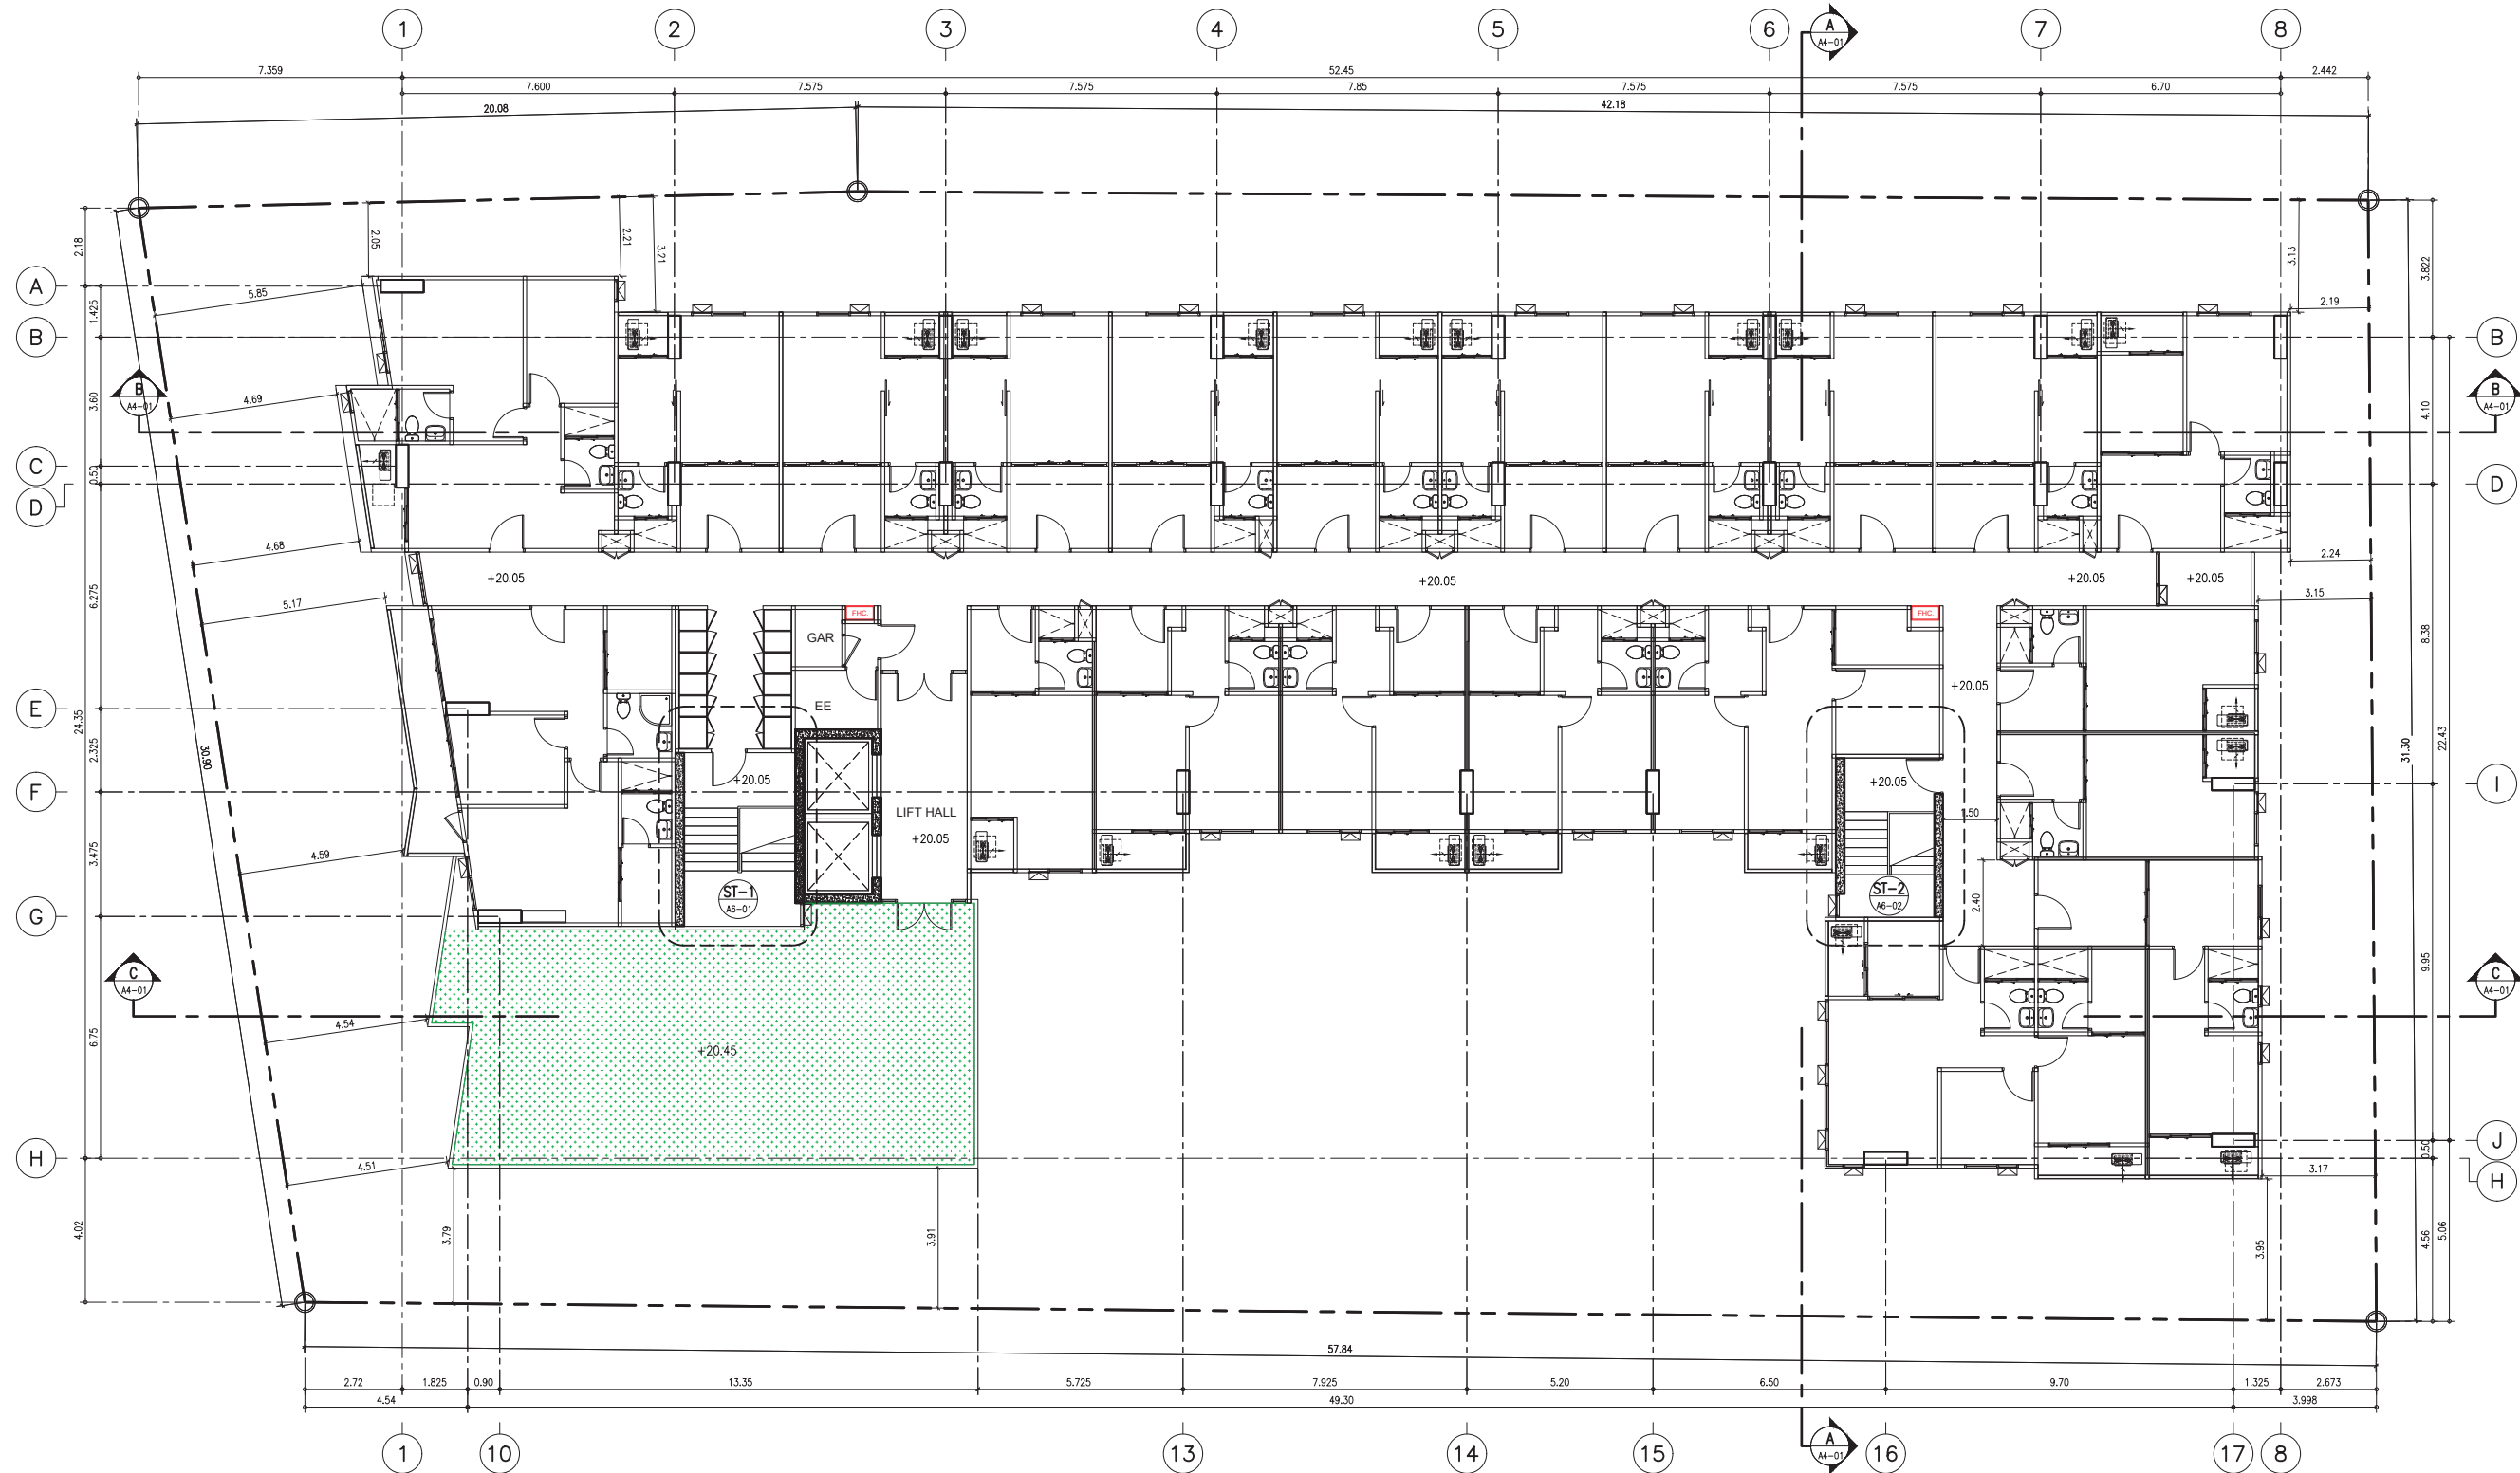 1 2 3 4 5 6 7 8
A
A4-01
7.359 52.45 2.442
7.600 7.575 7.575 7.85 7.575 7.575 6.70
20.08 42.18
2.18
2.05
2.21
3.21
3.13
3.822
A
5.85
2.19
1.425
B
B
B
A4-01
3.60
4.69
4.10
B
A4-01
C
0.50
D
D
4.68
2.24
+20.05
+20.05
+20.05
+20.05
6.275
5.17
3.15
FHC.
FHC.
GAR
8.38
+20.05
E
EE
24.35
30.90
2.325
31.30
22.43
F
+20.05
+20.05
I
LIFT HALL
+20.05
1.50
3.475
4.59
ST-1
A6-01
ST-2
A6-02
2.40
G
C
A4-01
9.95
C
A4-01
4.54
6.75
+20.45
H
4.51
0.50
J
3.17
H
4.02
3.79
3.91
3.95
4.56
5.06
57.84
2.72 1.825 0.90 13.35 5.725 7.925 5.20 6.50 9.70 1.325 2.673
4.54 49.30 3.998
1 10 13 14 15 16 17 8
A
A4-01